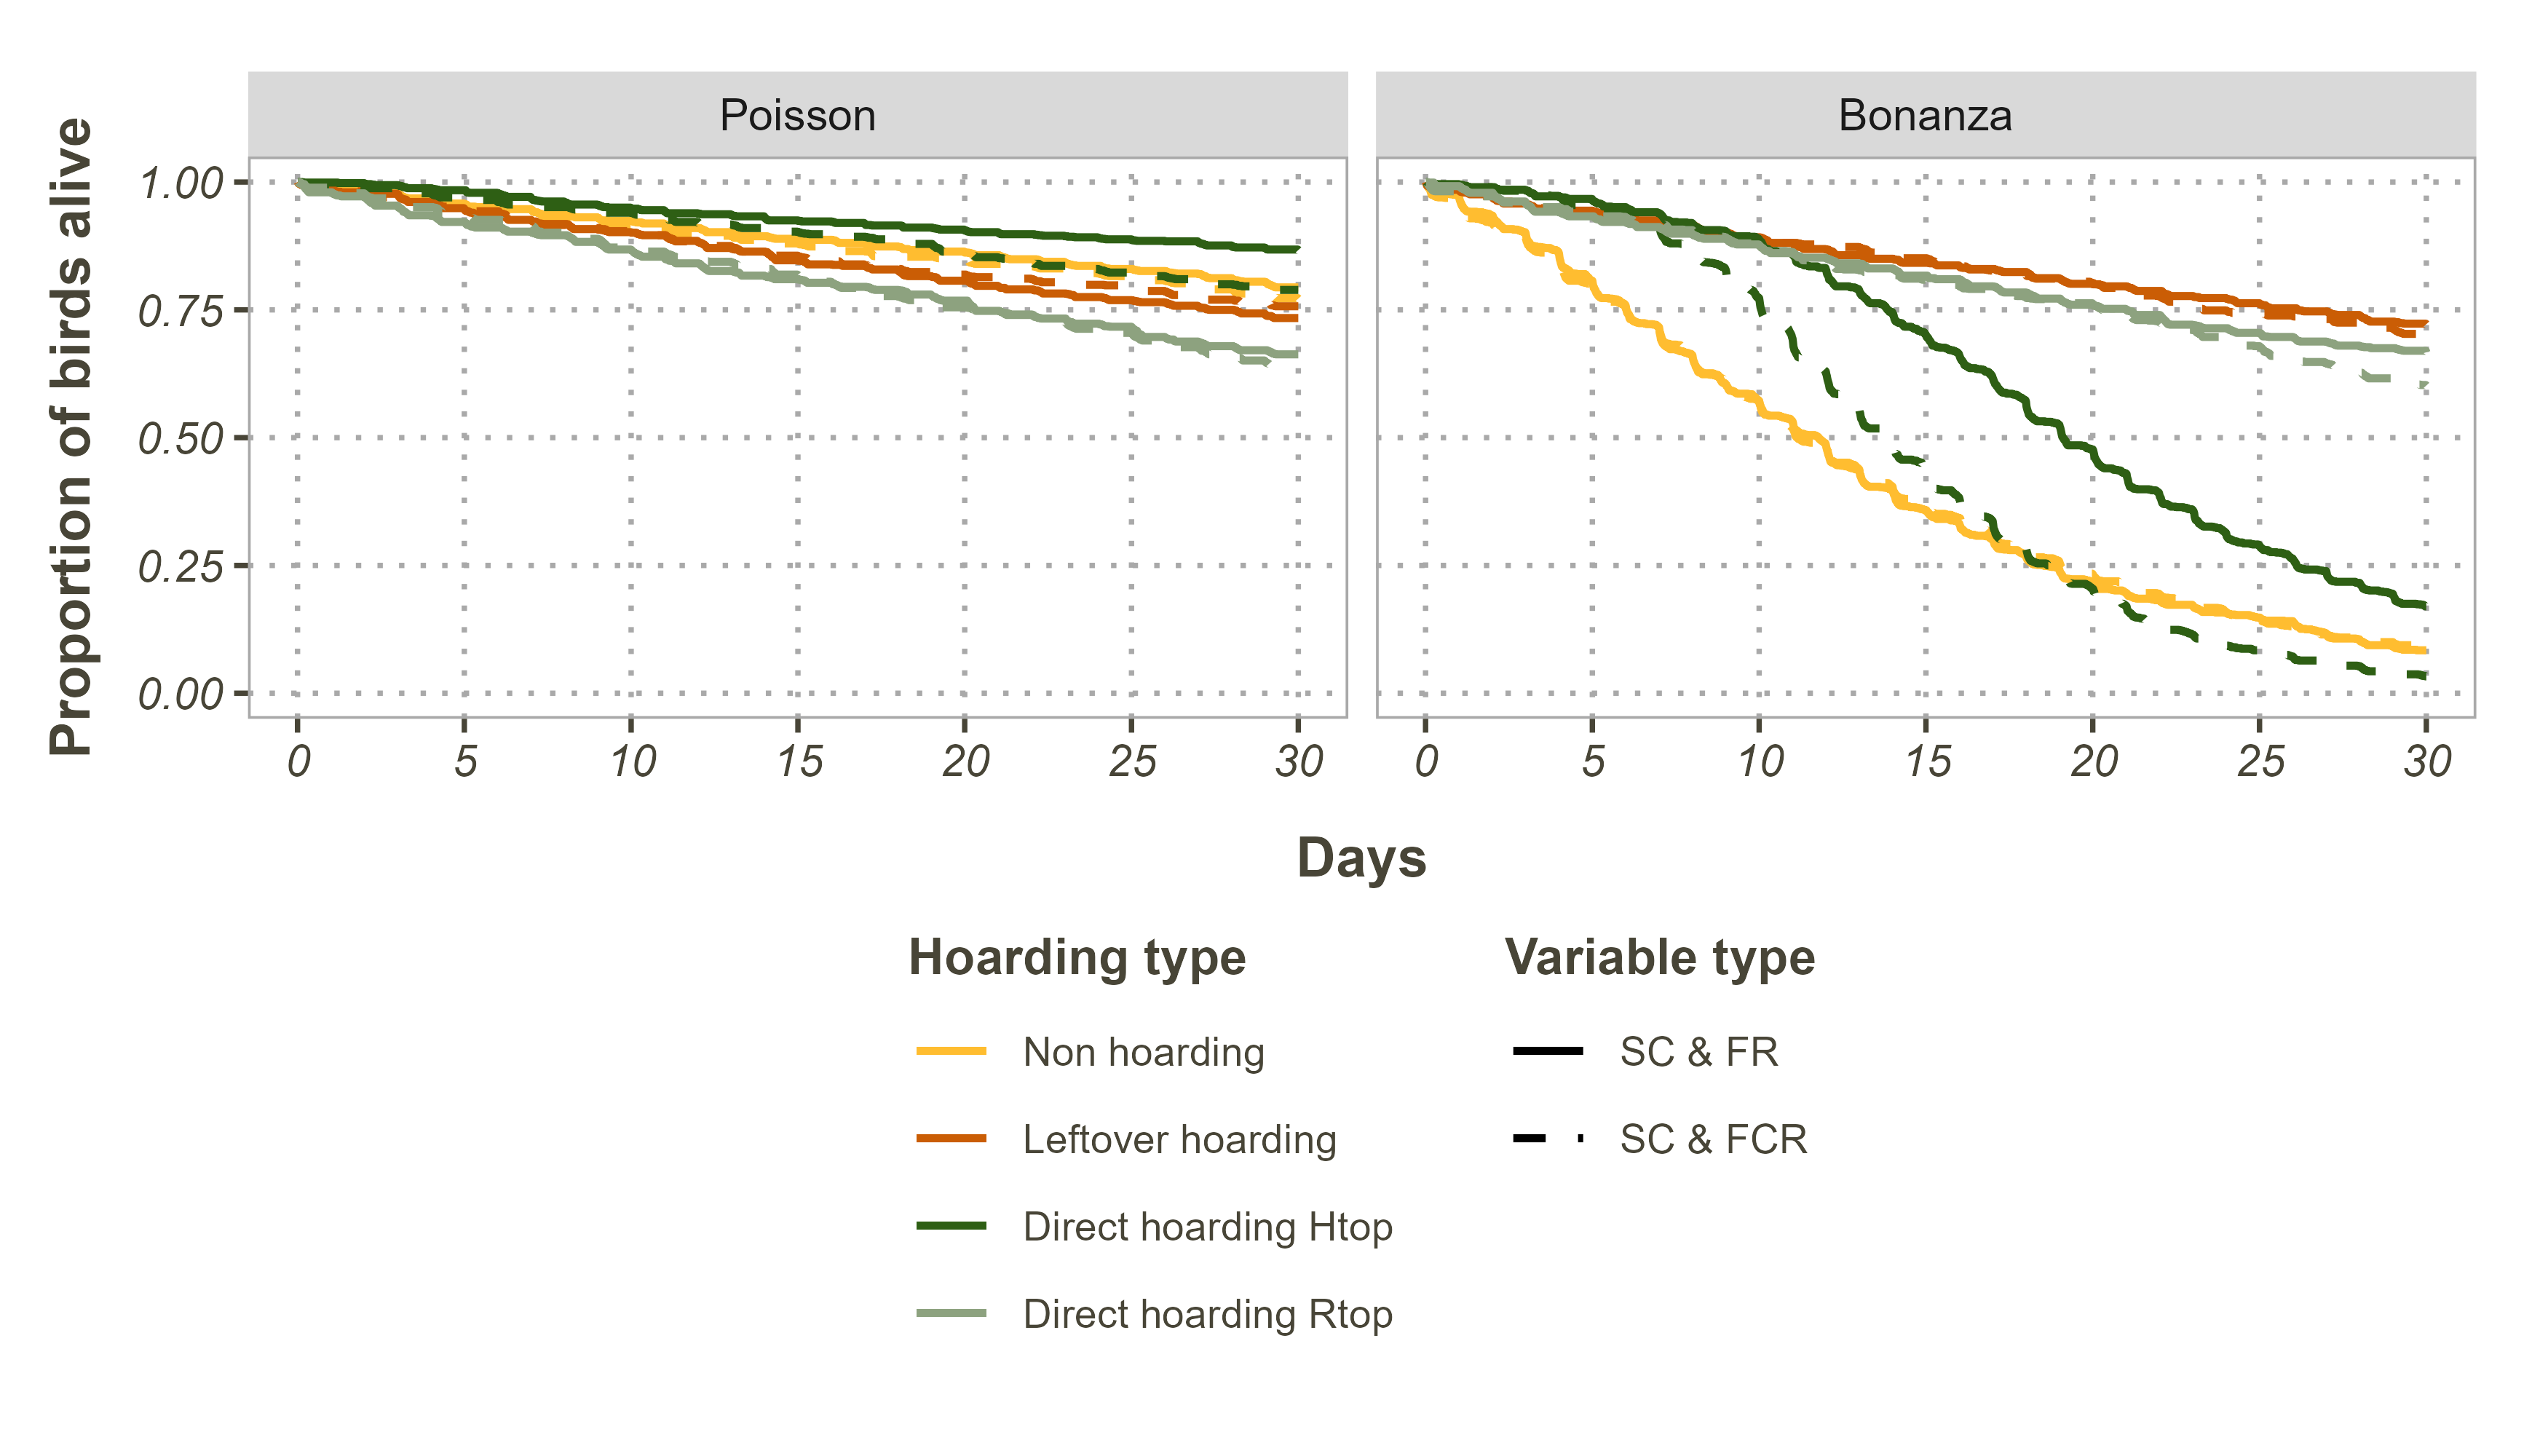 Poisson
Bonanza
Proportion of birds alive
1.00
0.75
0.50
0.25
0.00
0 5 10 15 20 25 30
0 5 10 15 20 25 30
Days
Hoarding type
Non hoarding
Leftover hoarding
Direct hoarding Htop
Direct hoarding Rtop
Variable type
SC & FR
SC & FCR